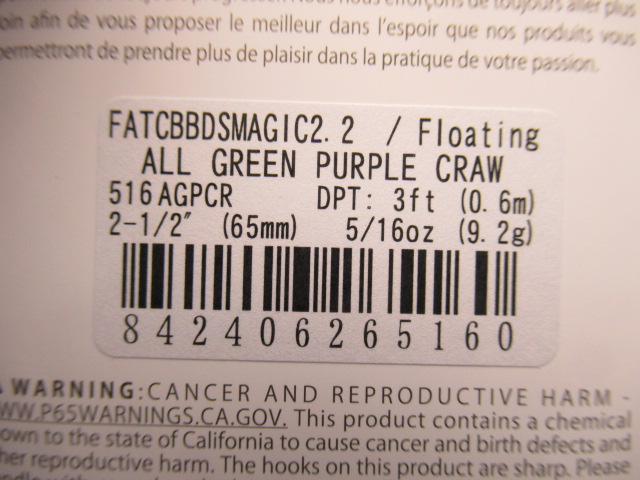 oin afin de vous proposer le meilleur dans l'espoir que nos produits vous
permettront de prendre plus de plaisir dans la pratique de votre passion.
FATCBBDSMAGIC2.2 / Floating
ALL GREEN PURPLE CRAW
516AGPCR DPT: 3ft (0.6m)
2-1/2" (65mm) 5/16oz (9.2g)
842406265160
WARNING:CANCER AND REPRODUCTIVE HARM -
WW.P65WARNINGS.CA.GOV. This product contains a chemical
own to the state of California to cause cancer and birth defects and
her reproductive harm. The hooks on this product are sharp. Please